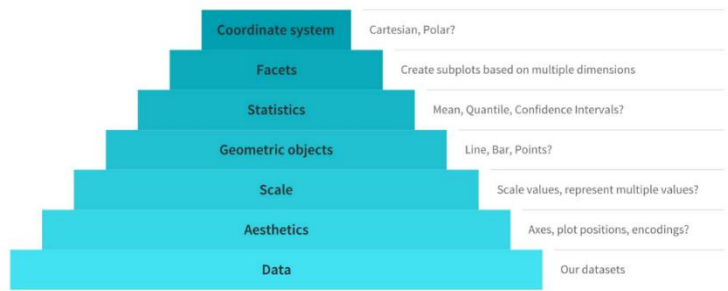 Coordinate system Cartesian, Polar?
Facets Create subplots based on multiple dimensions
Statistics Mean, Quantile, Confidence Intervals?
Geometric objects Line, Bar, Points?
Scale Scale values, represent multiple values?
Aesthetics Axes, plot positions, encodings?
Data Our datasets